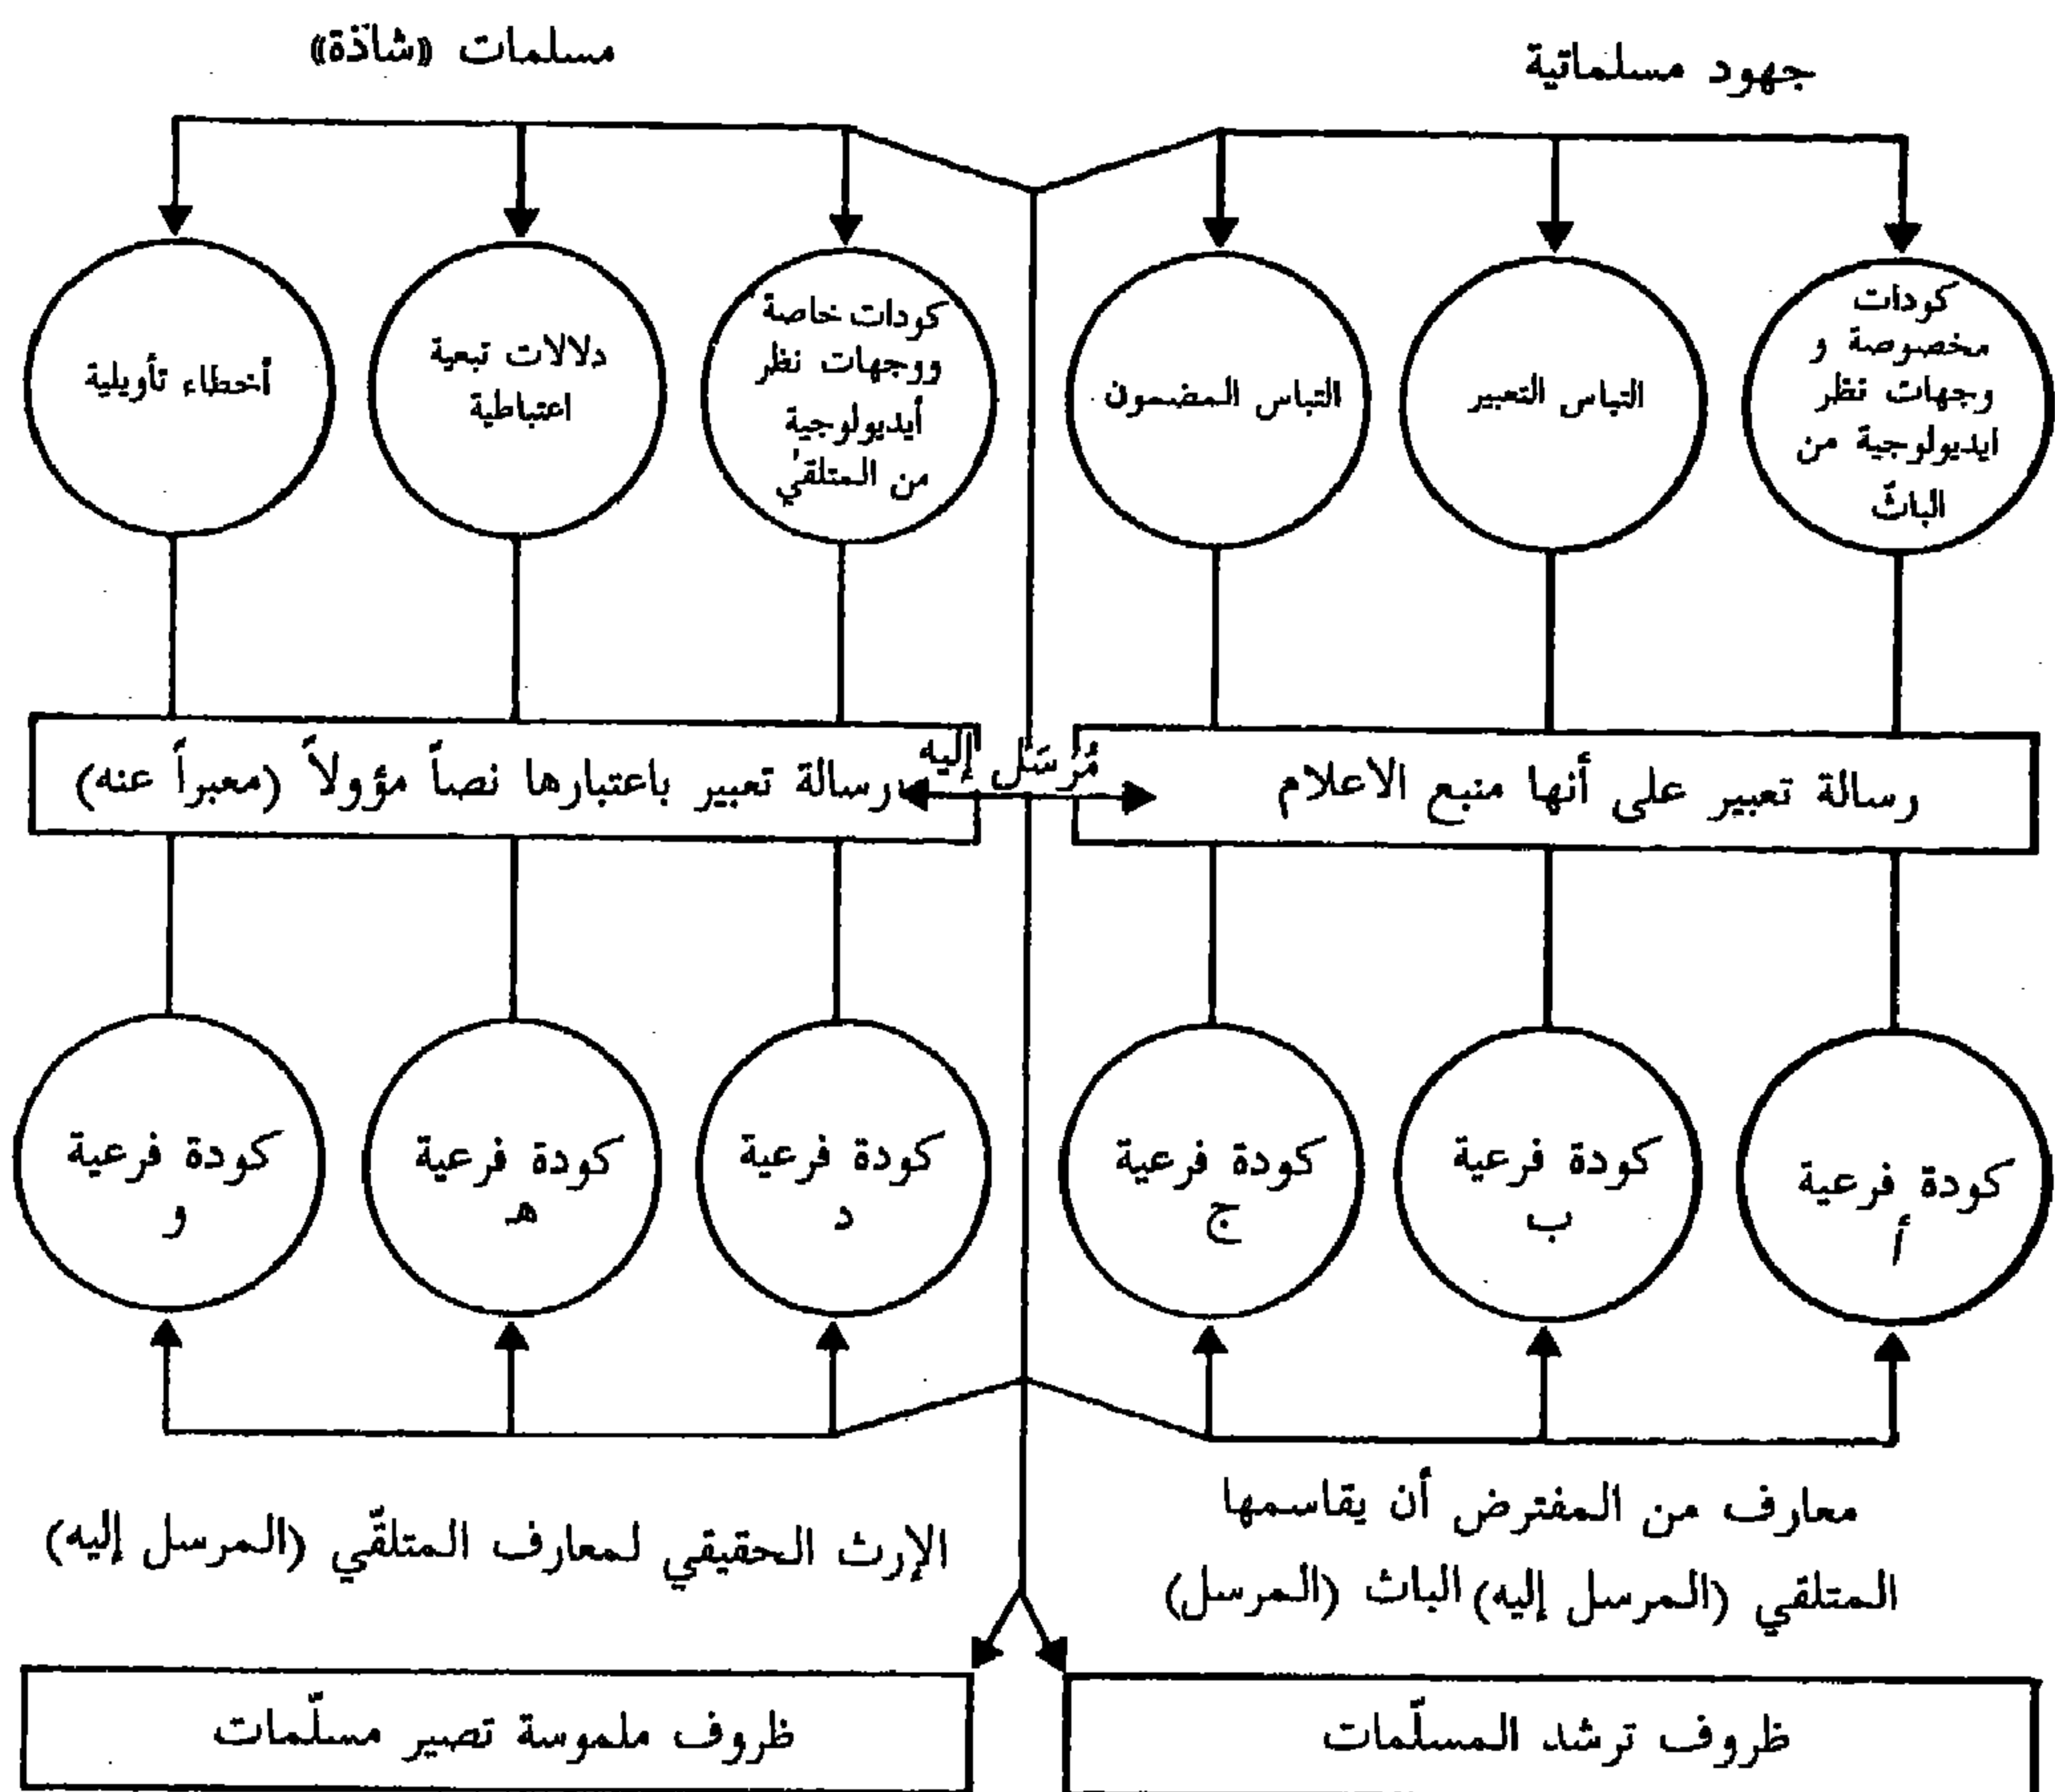 جهود مسلماتية
مسلمات «شاذة»
كودات
مخصوصة و
وجهات نظر
ايديولوجية من
الباثّ
التباس التعبير
التباس المضمون
كودات خاصة
ووجهات نظر
أيديولوجية
من المتلقي
دلالات تبعية
اعتباطية
أخطاء تأويلية
رسالة تعبير على أنها منبع الاعلام
مُرسَل إليه
رسالة تعبير باعتبارها نصاً مؤولاً (معبراً عنه)
كودة فرعية
أ
كودة فرعية
ب
كودة فرعية
ج
كودة فرعية
د
كودة فرعية
هـ
كودة فرعية
و
معارف من المفترض أن يقاسمها
المتلقي (المرسل إليه) الباث (المرسل)
الإرث الحقيقي لمعارف المتلقّي (المرسل إليه)
ظروف ترشد المسلّمات
ظروف ملموسة تصير مسلّمات